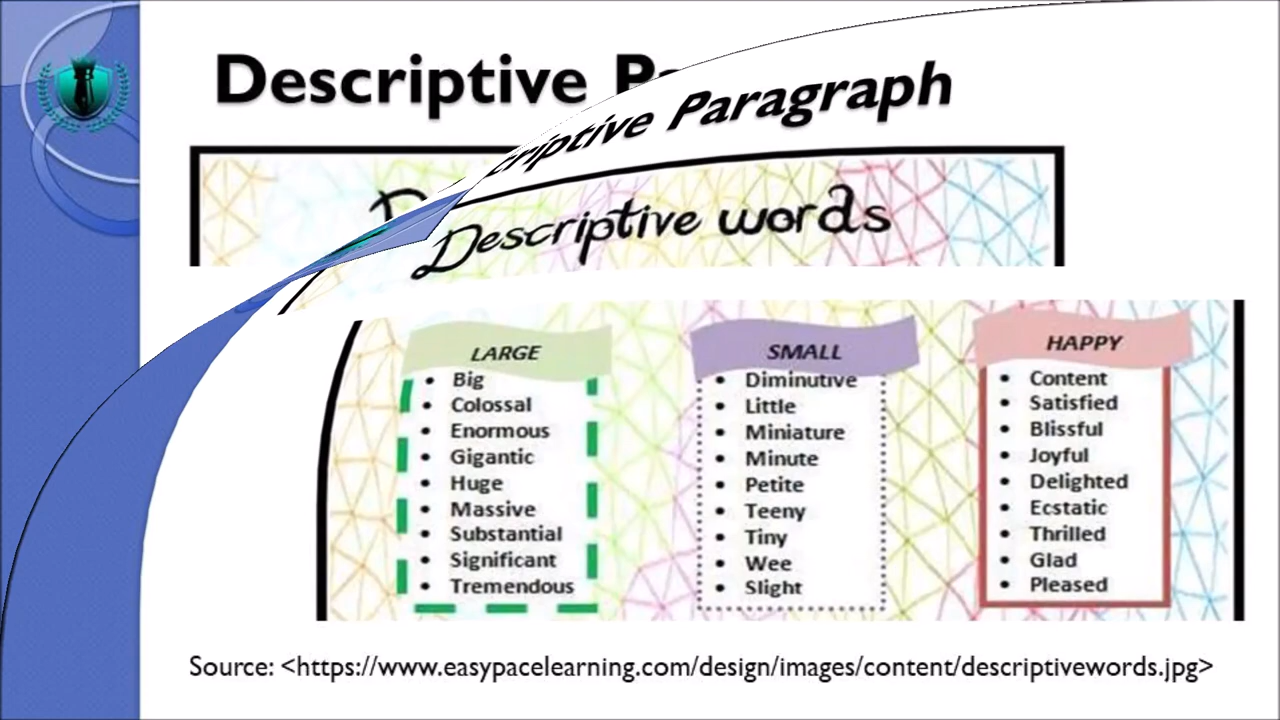 Descriptive Pa
criptive Paragraph
D
Descriptive words
LARGE
Big
Colossal
Enormous
Gigantic
Huge
Massive
Substantial
Significant
Tremendous
SMALL
Diminutive
Little
Miniature
Minute
Petite
Teeny
Tiny
Wee
Slight
HAPPY
Content
Satisfied
Blissful
Joyful
Delighted
Ecstatic
Thrilled
Glad
Pleased
Source: <https://www.easypacelearning.com/design/images/content/descriptivewords.jpg>